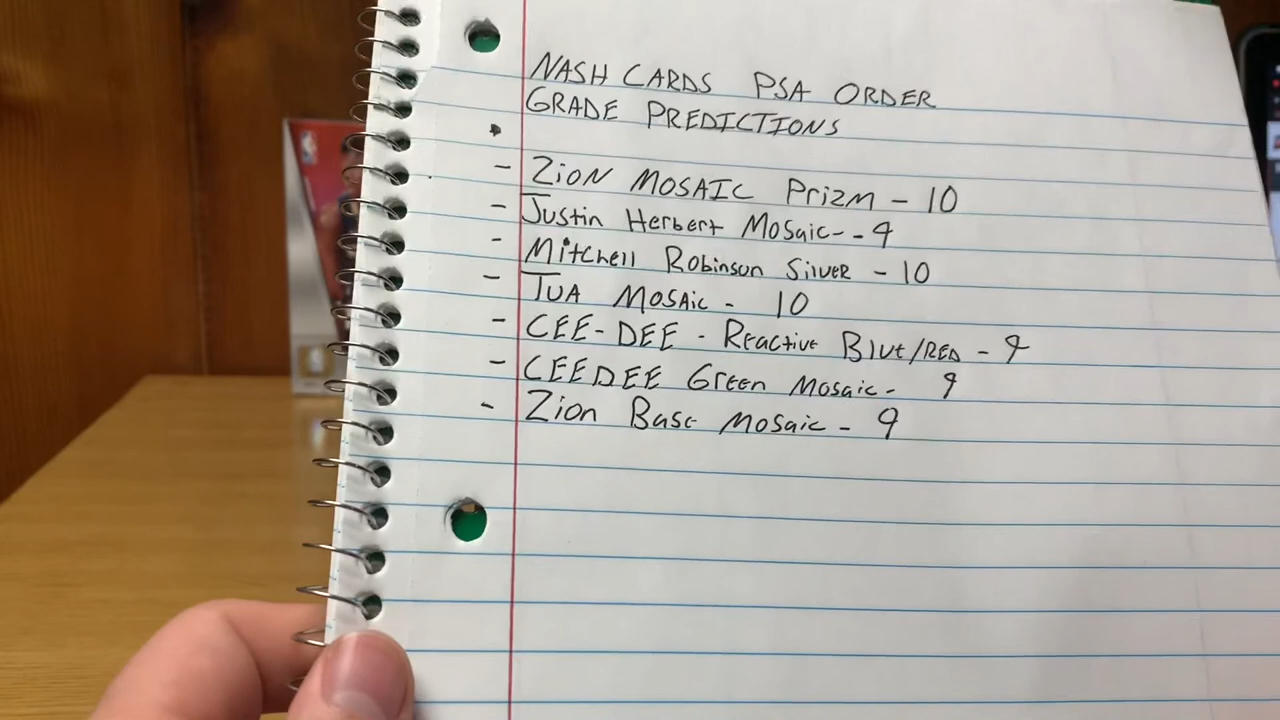 NASH CARDS PSA ORDER
GRADE PREDICTIONS
- ZiON MOSAIC Prizm - 10
- Justin Herbert Mosaic-- 9
- Mitchell Robinson Silver - 10
- TUA MOSAic - 10
- CEE-DEE - Reactive Blue/RED - 9
- CEEDEE Green Mosaic - 9
- Zion Base Mosaic - 9